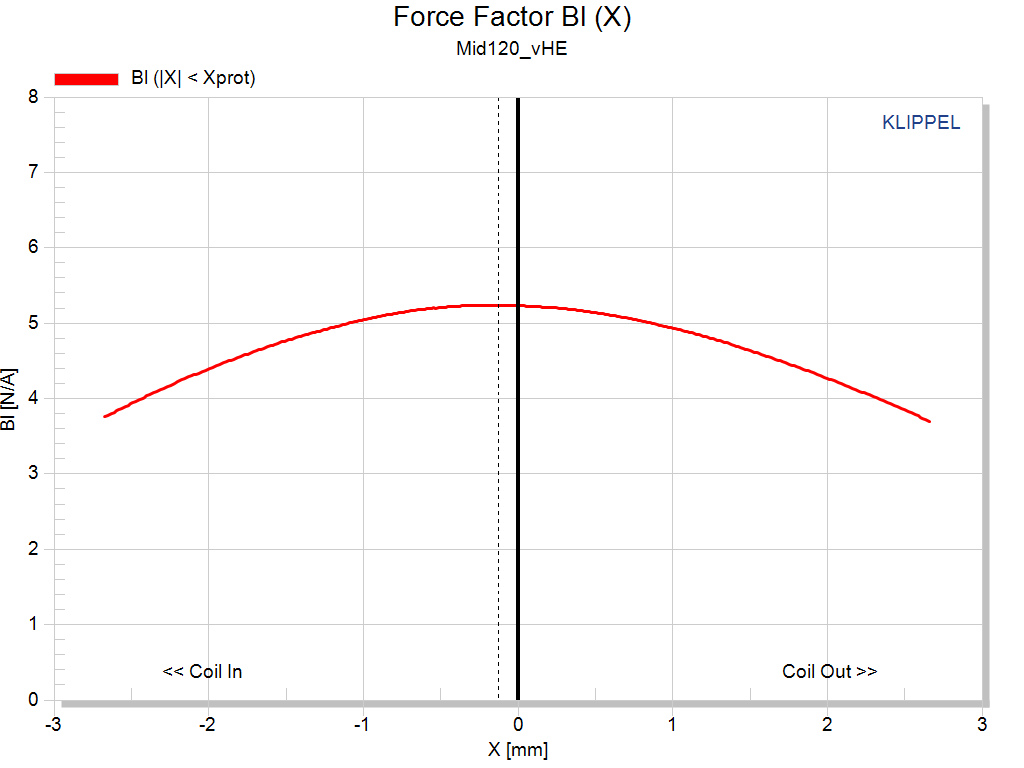 Force Factor Bl (X)
Mid120_vHE
Bl (|X| < Xprot)
KLIPPEL
8
7
6
5
4
3
2
1
0
Bl [N/A]
<< Coil In
Coil Out >>
-3 -2 -1 0 1 2 3
X [mm]